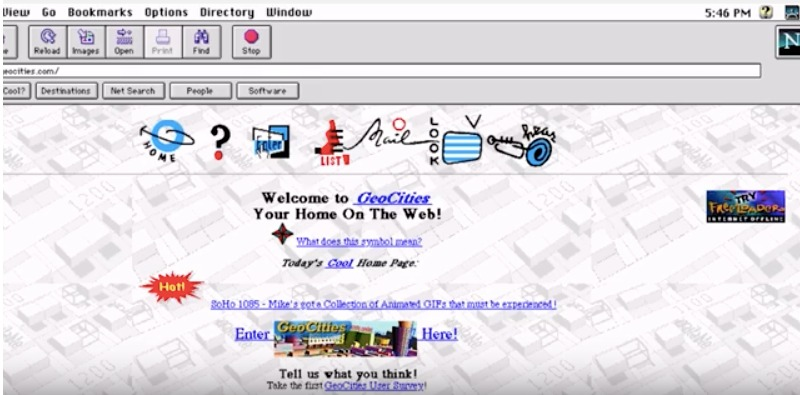 View Go Bookmarks Options Directory Window 5:46 PM
Reload Images Open Print Find Stop N
eocities.com/
Cool? Destinations Net Search People Software
HOME ? Enter LIST Mail LOOK hear
Welcome to GeoCities
Your Home On The Web!
TRY
FREELOADER
INTERNET OFFLINE
What does this symbol mean?
Today's Cool Home Page:
Hot!
SoHo 1085 - Mike's got a Collection of Animated GIFs that must be experienced!
Enter GeoCities Here!
Tell us what you think!
Take the first GeoCities User Survey!